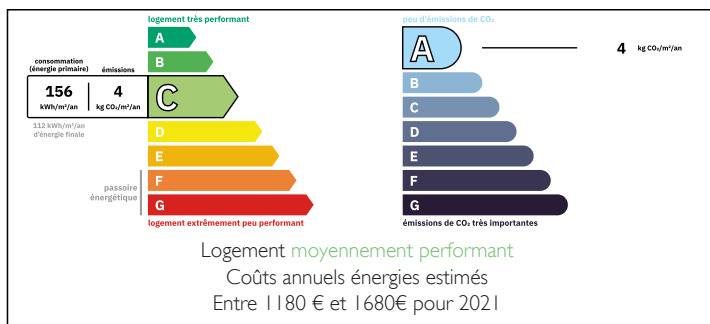 logement très performant
A
B
consommation
(énergie primaire)
émissions
156
kWh/m²/an
4
kg CO₂/m²/an
C
112 kWh/m²/an
d'énergie finale
D
E
passoire
énergétique
F
G
logement extrêmement peu performant
peu d'émissions de CO₂
A
4 kg CO₂/m²/an
B
C
D
E
F
G
émissions de CO₂ très importantes
Logement moyennement performant
Coûts annuels énergies estimés
Entre 1180 € et 1680€ pour 2021